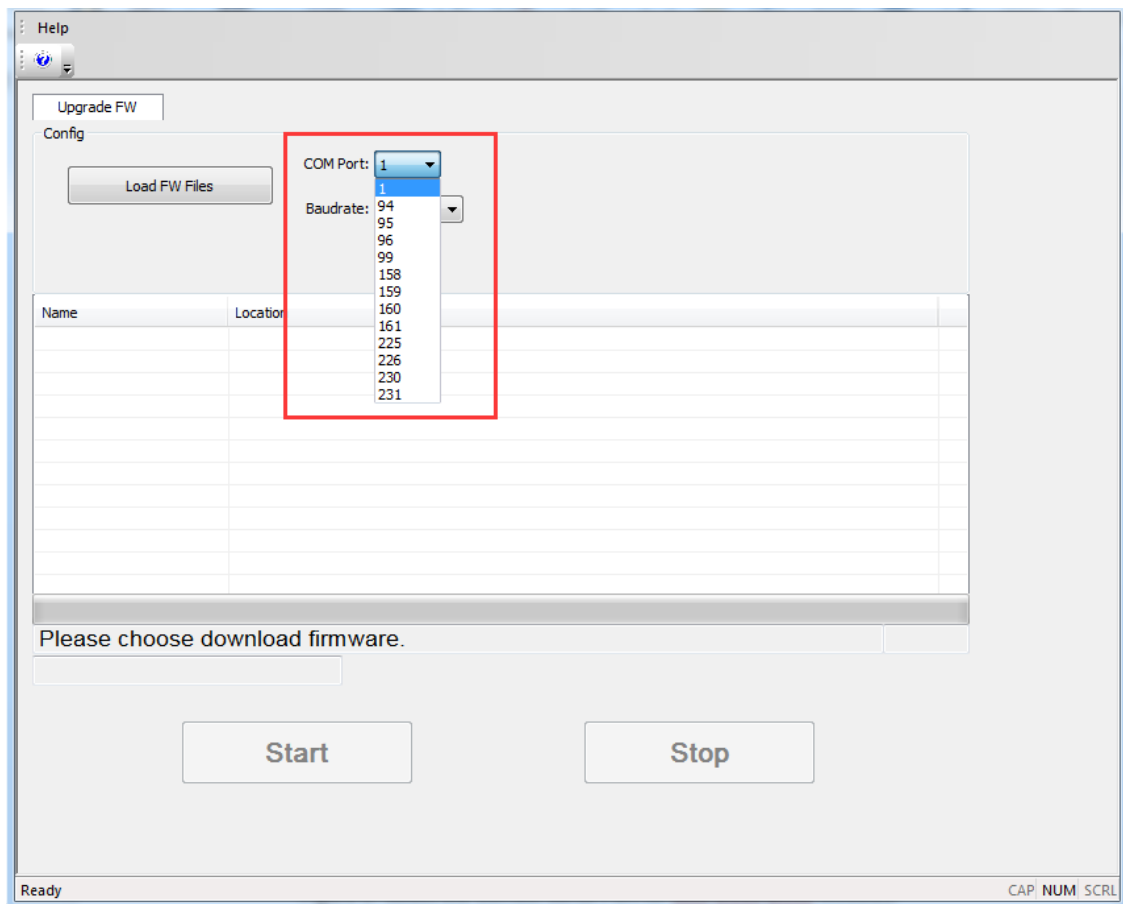 Help
Upgrade FW
Config
Load FW Files
COM Port: 1
1
Baudrate: 94
95
96
99
158
159
160
161
225
226
230
231
Name Location
Please choose download firmware.
Start Stop
Ready CAP NUM SCRL